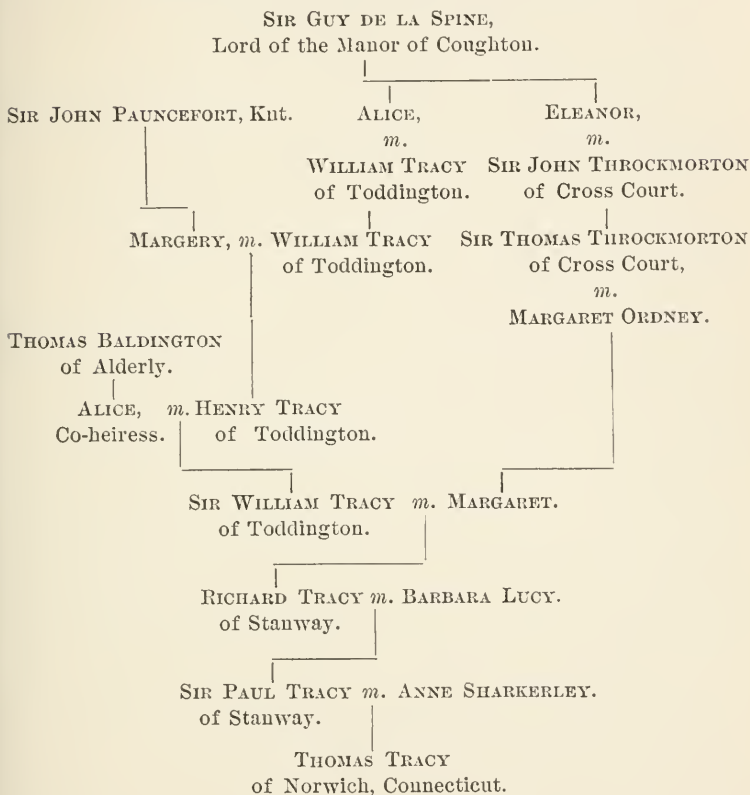 SIR GUY DE LA SPINE,
Lord of the Manor of Coughton.
SIR JOHN PAUNCEFORT, Knt.
ALICE,
m.
WILLIAM TRACY
of Toddington.
ELEANOR,
m.
SIR JOHN THROCKMORTON
of Cross Court.
MARGERY, m. WILLIAM TRACY
of Toddington.
SIR THOMAS THROCKMORTON
of Cross Court,
m.
MARGARET ORDNEY.
THOMAS BALDINGTON
of Alderly.
ALICE, m. HENRY TRACY
Co-heiress. of Toddington.
SIR WILLIAM TRACY m. MARGARET.
of Toddington.
RICHARD TRACY m. BARBARA LUCY.
of Stanway.
SIR PAUL TRACY m. ANNE SHARKERLEY.
of Stanway.
THOMAS TRACY
of Norwich, Connecticut.